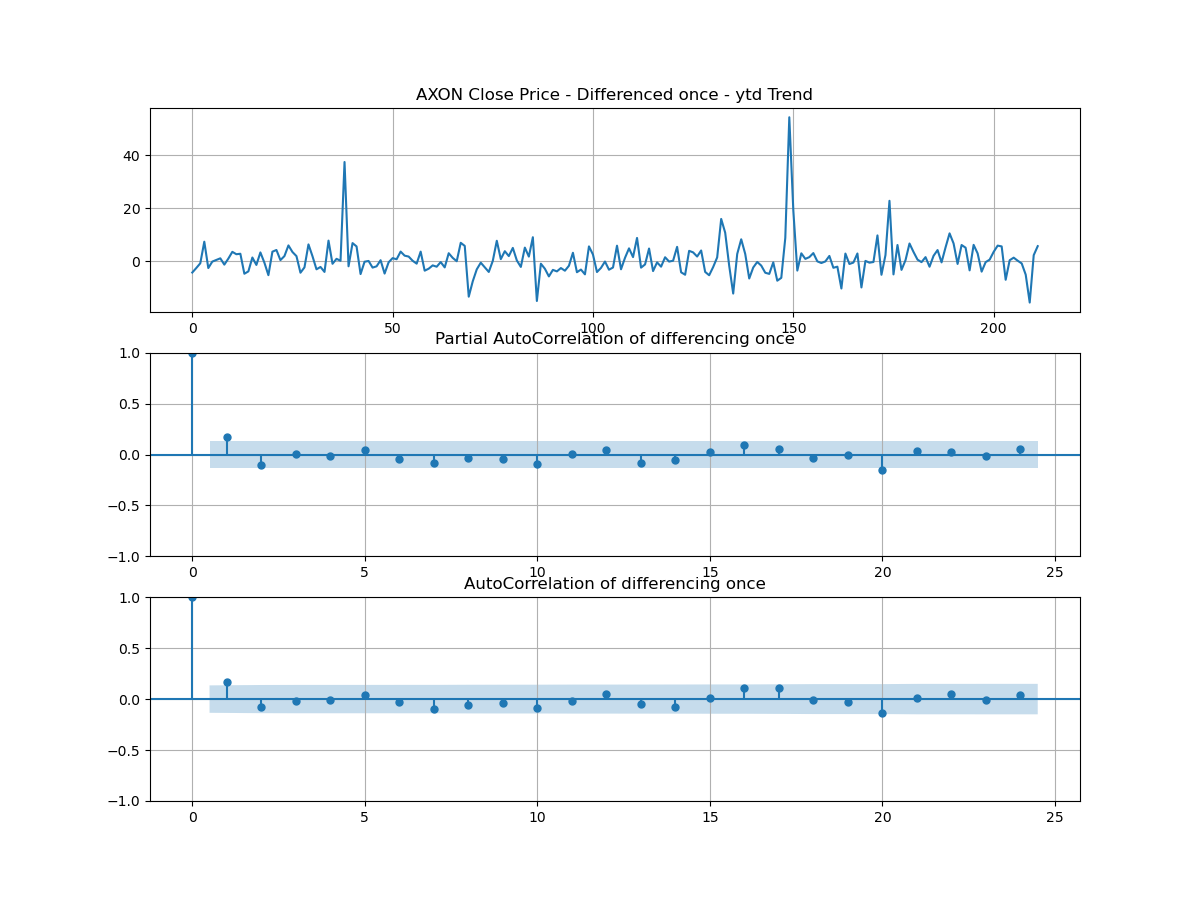 AXON Close Price - Differenced once - ytd Trend
40
20
0
0 50 100 150 200
Partial AutoCorrelation of differencing once
1.0
0.5
0.0
−0.5
−1.0
0 5 10 15 20 25
AutoCorrelation of differencing once
1.0
0.5
0.0
−0.5
−1.0
0 5 10 15 20 25